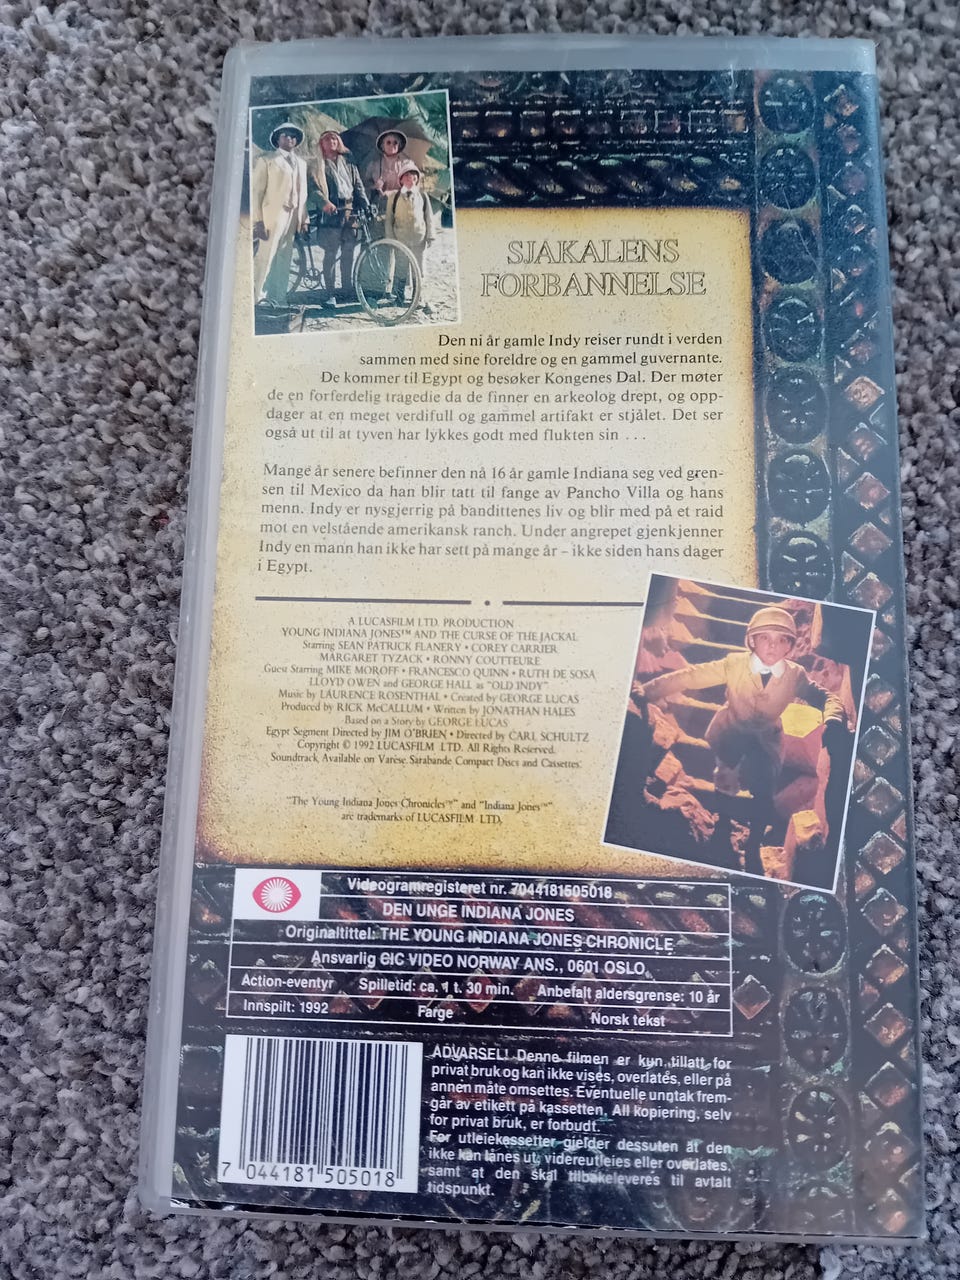 SJAKALENS
FORBANNELSE
Den ni år gamle Indy reiser rundt i verden
sammen med sine foreldre og en gammel guvernante.
De kommer til Egypt og besøker Kongenes Dal. Der møter
de en forferdelig tragedie da de finner en arkeolog drept, og opp-
dager at en meget verdifull og gammel artifakt er stjålet. Det ser
også ut til at tyven har lykkes godt med flukten sin ...
Mange år senere befinner den nå 16 år gamle Indiana seg ved gren-
sen til Mexico da han blir tatt til fange av Pancho Villa og hans
menn. Indy er nysgjerrig på bandittenes liv og blir med på et raid
mot en velstående amerikansk ranch. Under angrepet gjenkjenner
Indy en mann han ikke har sett på mange år – ikke siden hans dager
i Egypt.
A LUCASFILM LTD. PRODUCTION
YOUNG INDIANA JONES™ AND THE CURSE OF THE JACKAL
Starring SEAN PATRICK FLANERY • COREY CARRIER
MARGARET TYZACK • RONNY COUTTEURE
Guest Starring MIKE MOROFF • FRANCESCO QUINN • RUTH DE SOSA
LLOYD OWEN and GEORGE HALL as "OLD INDY"
Music by LAURENCE ROSENTHAL • Created by GEORGE LUCAS
Produced by RICK McCALLUM • Written by JONATHAN HALES
Based on a Story by GEORGE LUCAS
Egypt Segment Directed by JIM O'BRIEN • Directed by CARL SCHULTZ
Copyright © 1992 LUCASFILM LTD. All Rights Reserved.
Soundtrack Available on Varèse Sarabande Compact Discs and Cassettes.
"The Young Indiana Jones Chronicles™" and "Indiana Jones™"
are trademarks of LUCASFILM LTD.
Videogramregisteret nr. 7044181505018
DEN UNGE INDIANA JONES
Originaltittel: THE YOUNG INDIANA JONES CHRONICLE
Ansvarlig CIC VIDEO NORWAY ANS., 0601 OSLO
Action-eventyr Spilletid: ca. 1 t. 30 min. Anbefalt aldersgrense: 10 år
Innspilt: 1992 Farge Norsk tekst
ADVARSEL! Denne filmen er kun tillatt for
privat bruk og kan ikke vises, overlates, eller på
annen måte omsettes. Eventuelle unntak frem-
går av etikett på kassetten. All kopiering, selv
for privat bruk, er forbudt.
For utleiekassetter gjelder dessuten at den
ikke kan lånes ut, videreutleies eller overlates,
samt at den skal tilbakeleveres til avtalt
tidspunkt.
7 044181 505018